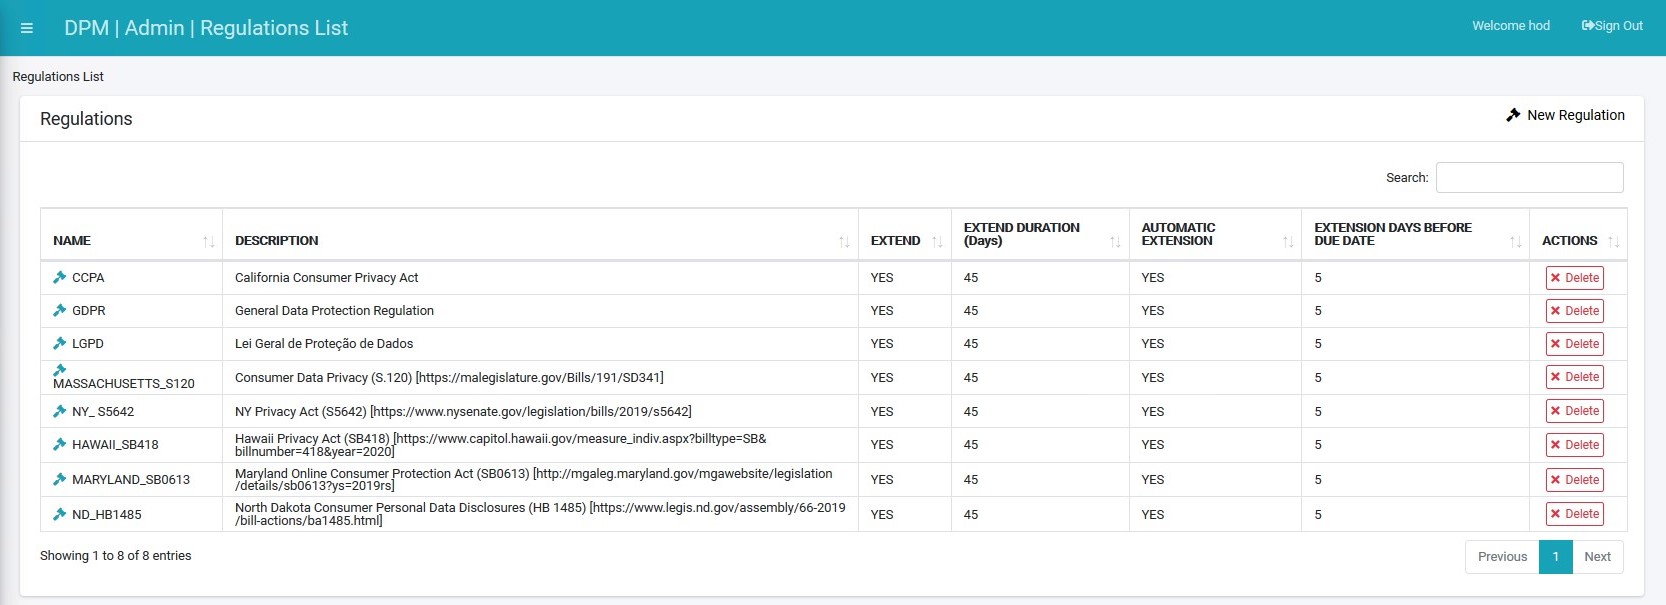 DPM | Admin | Regulations List
Welcome hod
Sign Out
Regulations List
Regulations
New Regulation
Search:
NAME DESCRIPTION EXTEND EXTEND DURATION (Days) AUTOMATIC EXTENSION EXTENSION DAYS BEFORE DUE DATE ACTIONS
CCPA California Consumer Privacy Act YES 45 YES 5 Delete
GDPR General Data Protection Regulation YES 45 YES 5 Delete
LGPD Lei Geral de Proteção de Dados YES 45 YES 5 Delete
MASSACHUSETTS_S120 Consumer Data Privacy (S.120) [https://malegislature.gov/Bills/191/SD341] YES 45 YES 5 Delete
NY_ S5642 NY Privacy Act (S5642) [https://www.nysenate.gov/legislation/bills/2019/s5642] YES 45 YES 5 Delete
HAWAII_SB418 Hawaii Privacy Act (SB418) [https://www.capitol.hawaii.gov/measure_indiv.aspx?billtype=SB&
billnumber=418&year=2020] YES 45 YES 5 Delete
MARYLAND_SB0613 Maryland Online Consumer Protection Act (SB0613) [http://mgaleg.maryland.gov/mgawebsite/legislation
/details/sb0613?ys=2019rs] YES 45 YES 5 Delete
ND_HB1485 North Dakota Consumer Personal Data Disclosures (HB 1485) [https://www.legis.nd.gov/assembly/66-2019
/bill-actions/ba1485.html] YES 45 YES 5 Delete
Showing 1 to 8 of 8 entries
Previous 1 Next